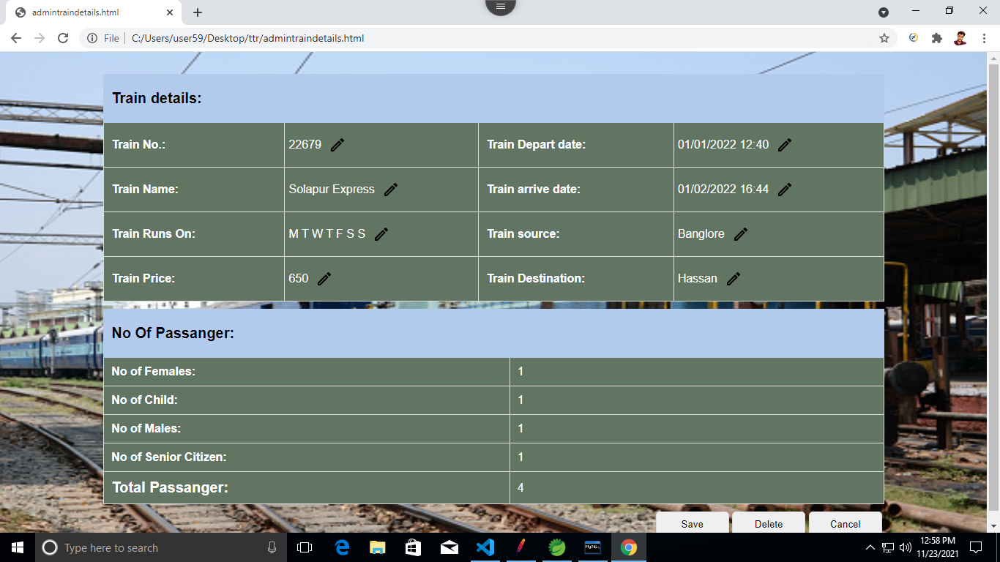 admintraindetails.html
File C:/Users/user59/Desktop/ttr/admintraindetails.html
Train details:
Train No.: 22679 Train Depart date: 01/01/2022 12:40
Train Name: Solapur Express Train arrive date: 01/02/2022 16:44
Train Runs On: M T W T F S S Train source: Banglore
Train Price: 650 Train Destination: Hassan
No Of Passanger:
No of Females: 1
No of Child: 1
No of Males: 1
No of Senior Citizen: 1
Total Passanger: 4
Save Delete Cancel
Type here to search
MySQL
12:58 PM
11/23/2021